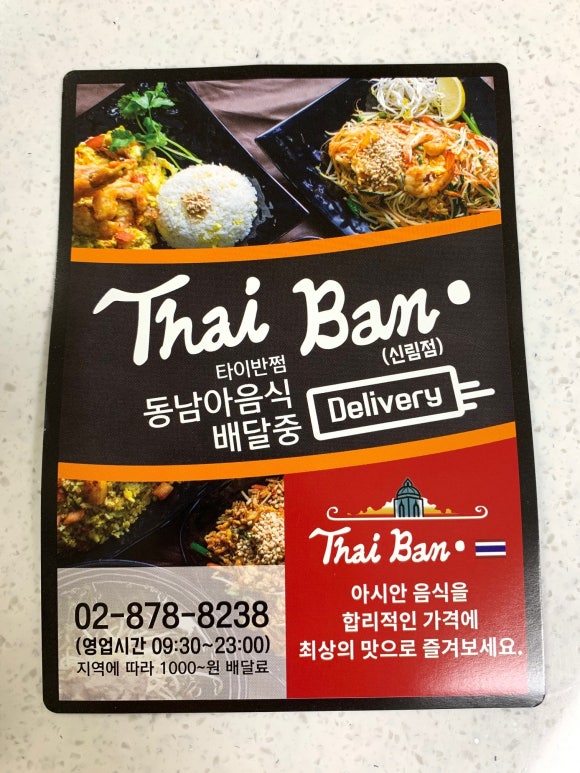 Thai Ban.
타이반쩜
(신림점)
동남아음식
배달중
Delivery
Thai Ban.
아시안 음식을
합리적인 가격에
최상의 맛으로 즐겨보세요.
02-878-8238
(영업시간 09:30~23:00)
지역에 따라 1000~원 배달료